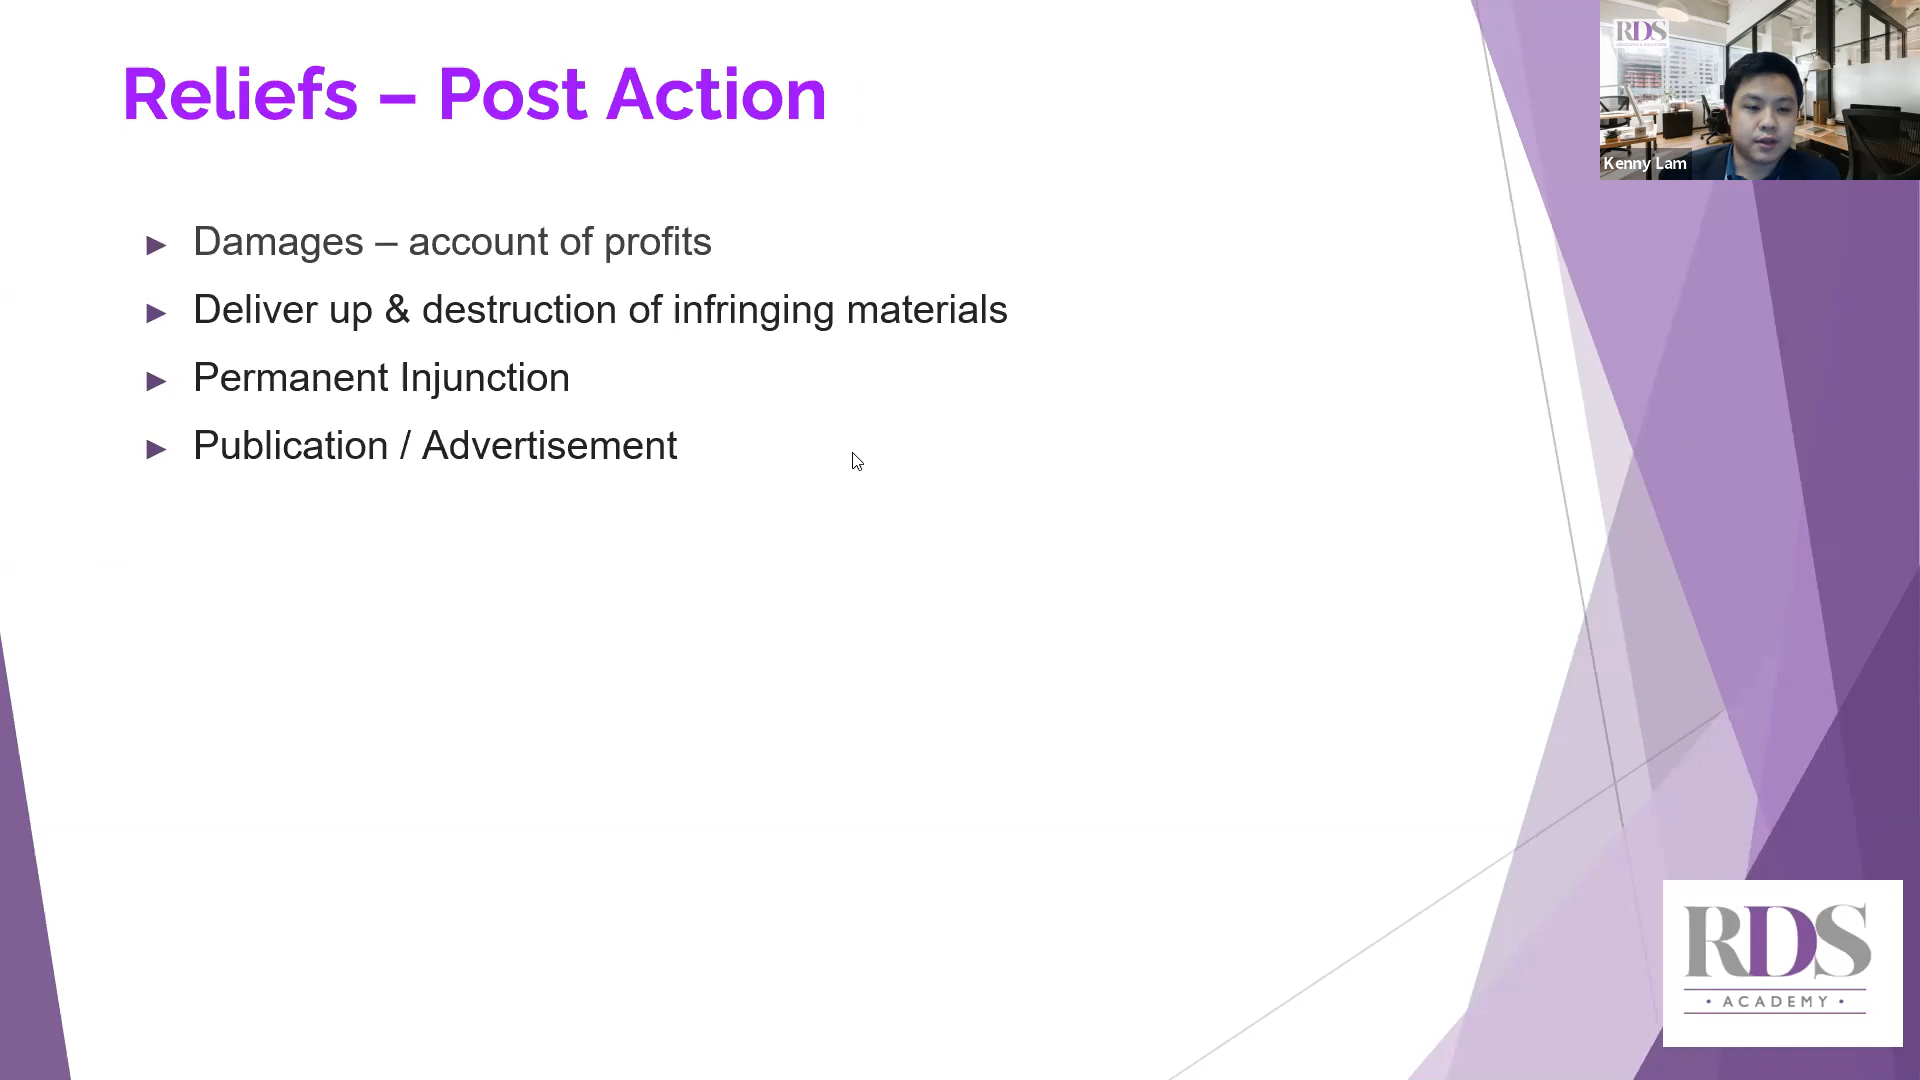 Reliefs – Post Action
Damages – account of profits
Deliver up & destruction of infringing materials
Permanent Injunction
Publication / Advertisement
RDS
Kenny Lam
RDS
• ACADEMY •